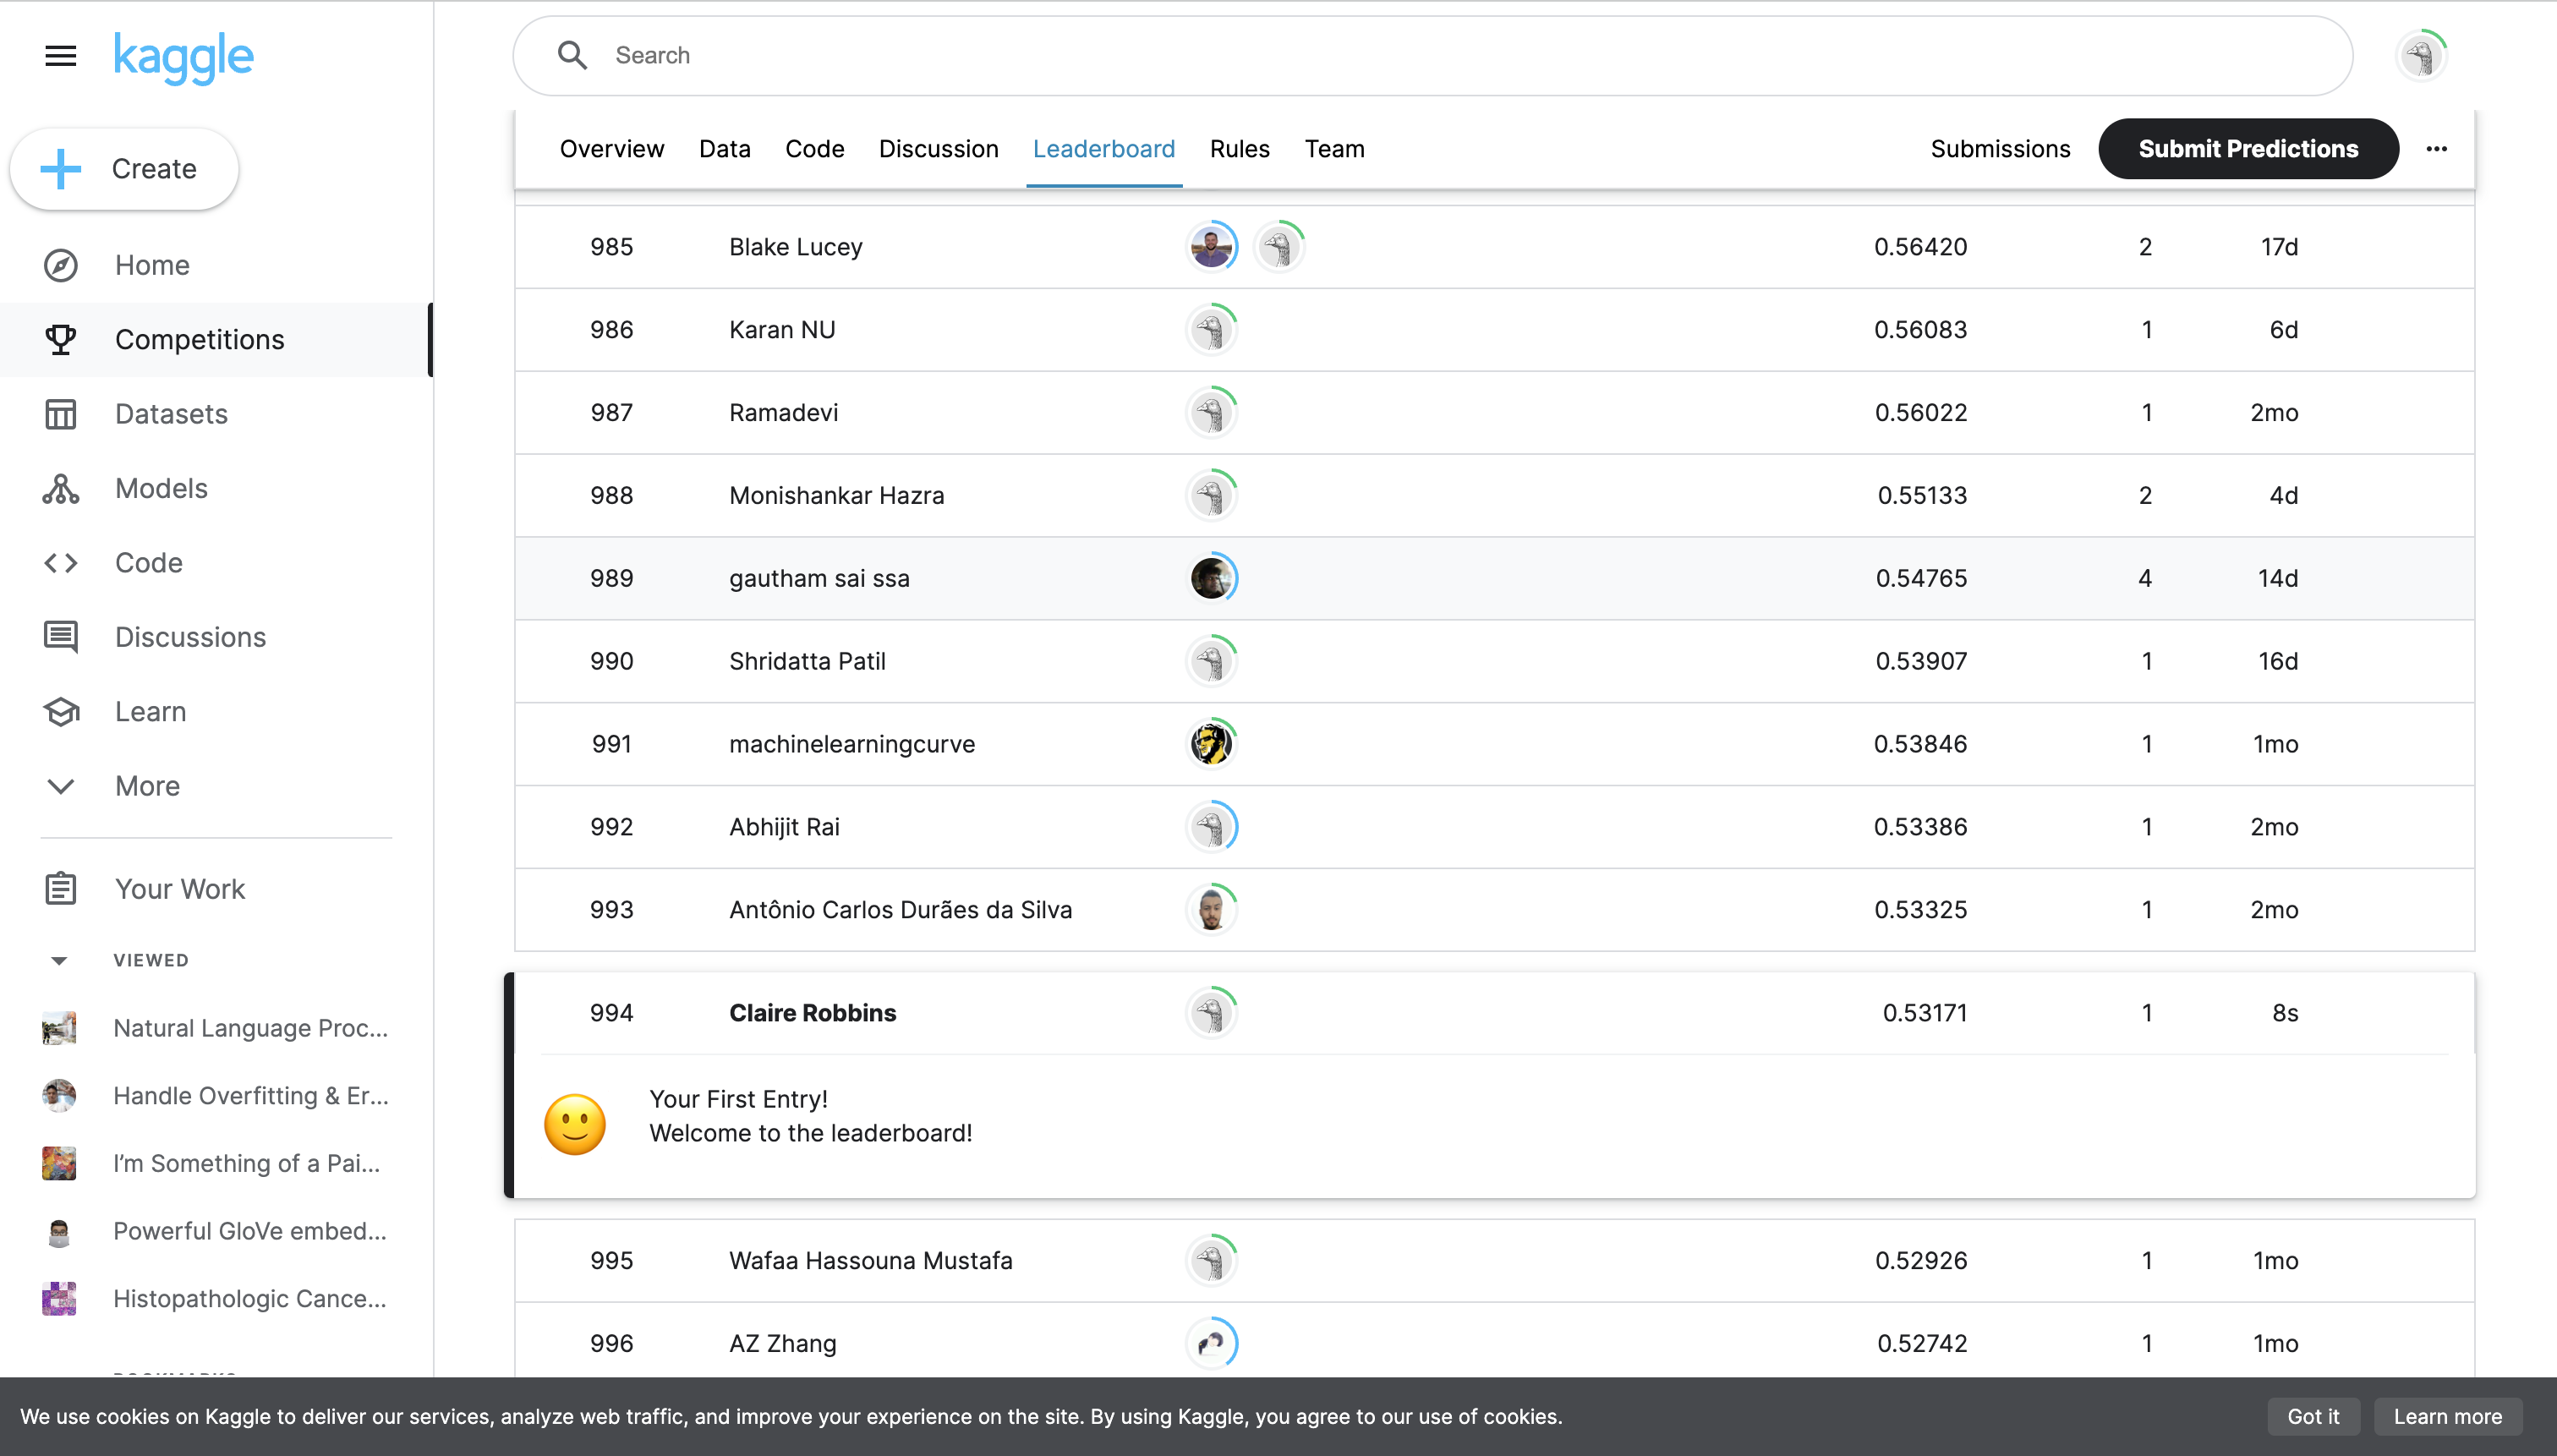 kaggle
Search
Create
Home
Competitions
Datasets
Models
Code
Discussions
Learn
More
Your Work
VIEWED
Natural Language Proc...
Handle Overfitting & Er...
I'm Something of a Pai...
Powerful GloVe embed...
Histopathologic Cance...
Overview Data Code Discussion Leaderboard Rules Team Submissions Submit Predictions
985 Blake Lucey 0.56420 2 17d
986 Karan NU 0.56083 1 6d
987 Ramadevi 0.56022 1 2mo
988 Monishankar Hazra 0.55133 2 4d
989 gautham sai ssa 0.54765 4 14d
990 Shridatta Patil 0.53907 1 16d
991 machinelearningcurve 0.53846 1 1mo
992 Abhijit Rai 0.53386 1 2mo
993 Antônio Carlos Durães da Silva 0.53325 1 2mo
994 Claire Robbins 0.53171 1 8s
Your First Entry!
Welcome to the leaderboard!
995 Wafaa Hassouna Mustafa 0.52926 1 1mo
996 AZ Zhang 0.52742 1 1mo
We use cookies on Kaggle to deliver our services, analyze web traffic, and improve your experience on the site. By using Kaggle, you agree to our use of cookies.
Got it Learn more